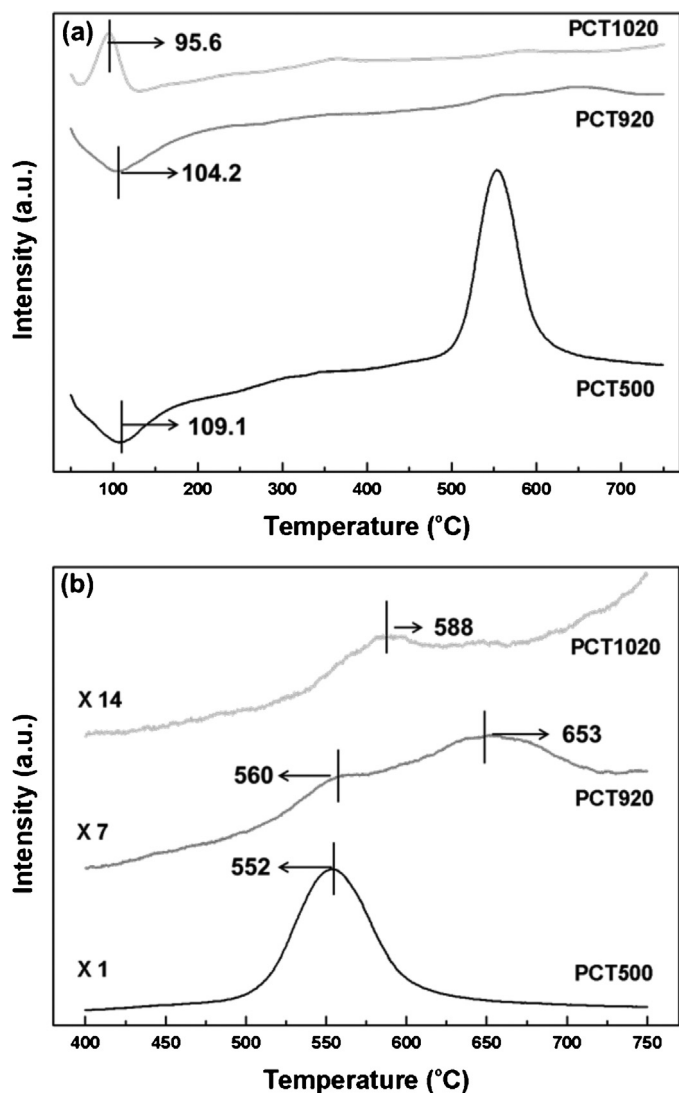 (a)
PCT1020
95.6
PCT920
104.2
PCT500
109.1
Intensity (a.u.)
100 200 300 400 500 600 700
Temperature (°C)
(b)
588
PCT1020
X 14
653
560
PCT920
X 7
552
X 1
PCT500
Intensity (a.u.)
400 450 500 550 600 650 700 750
Temperature (°C)